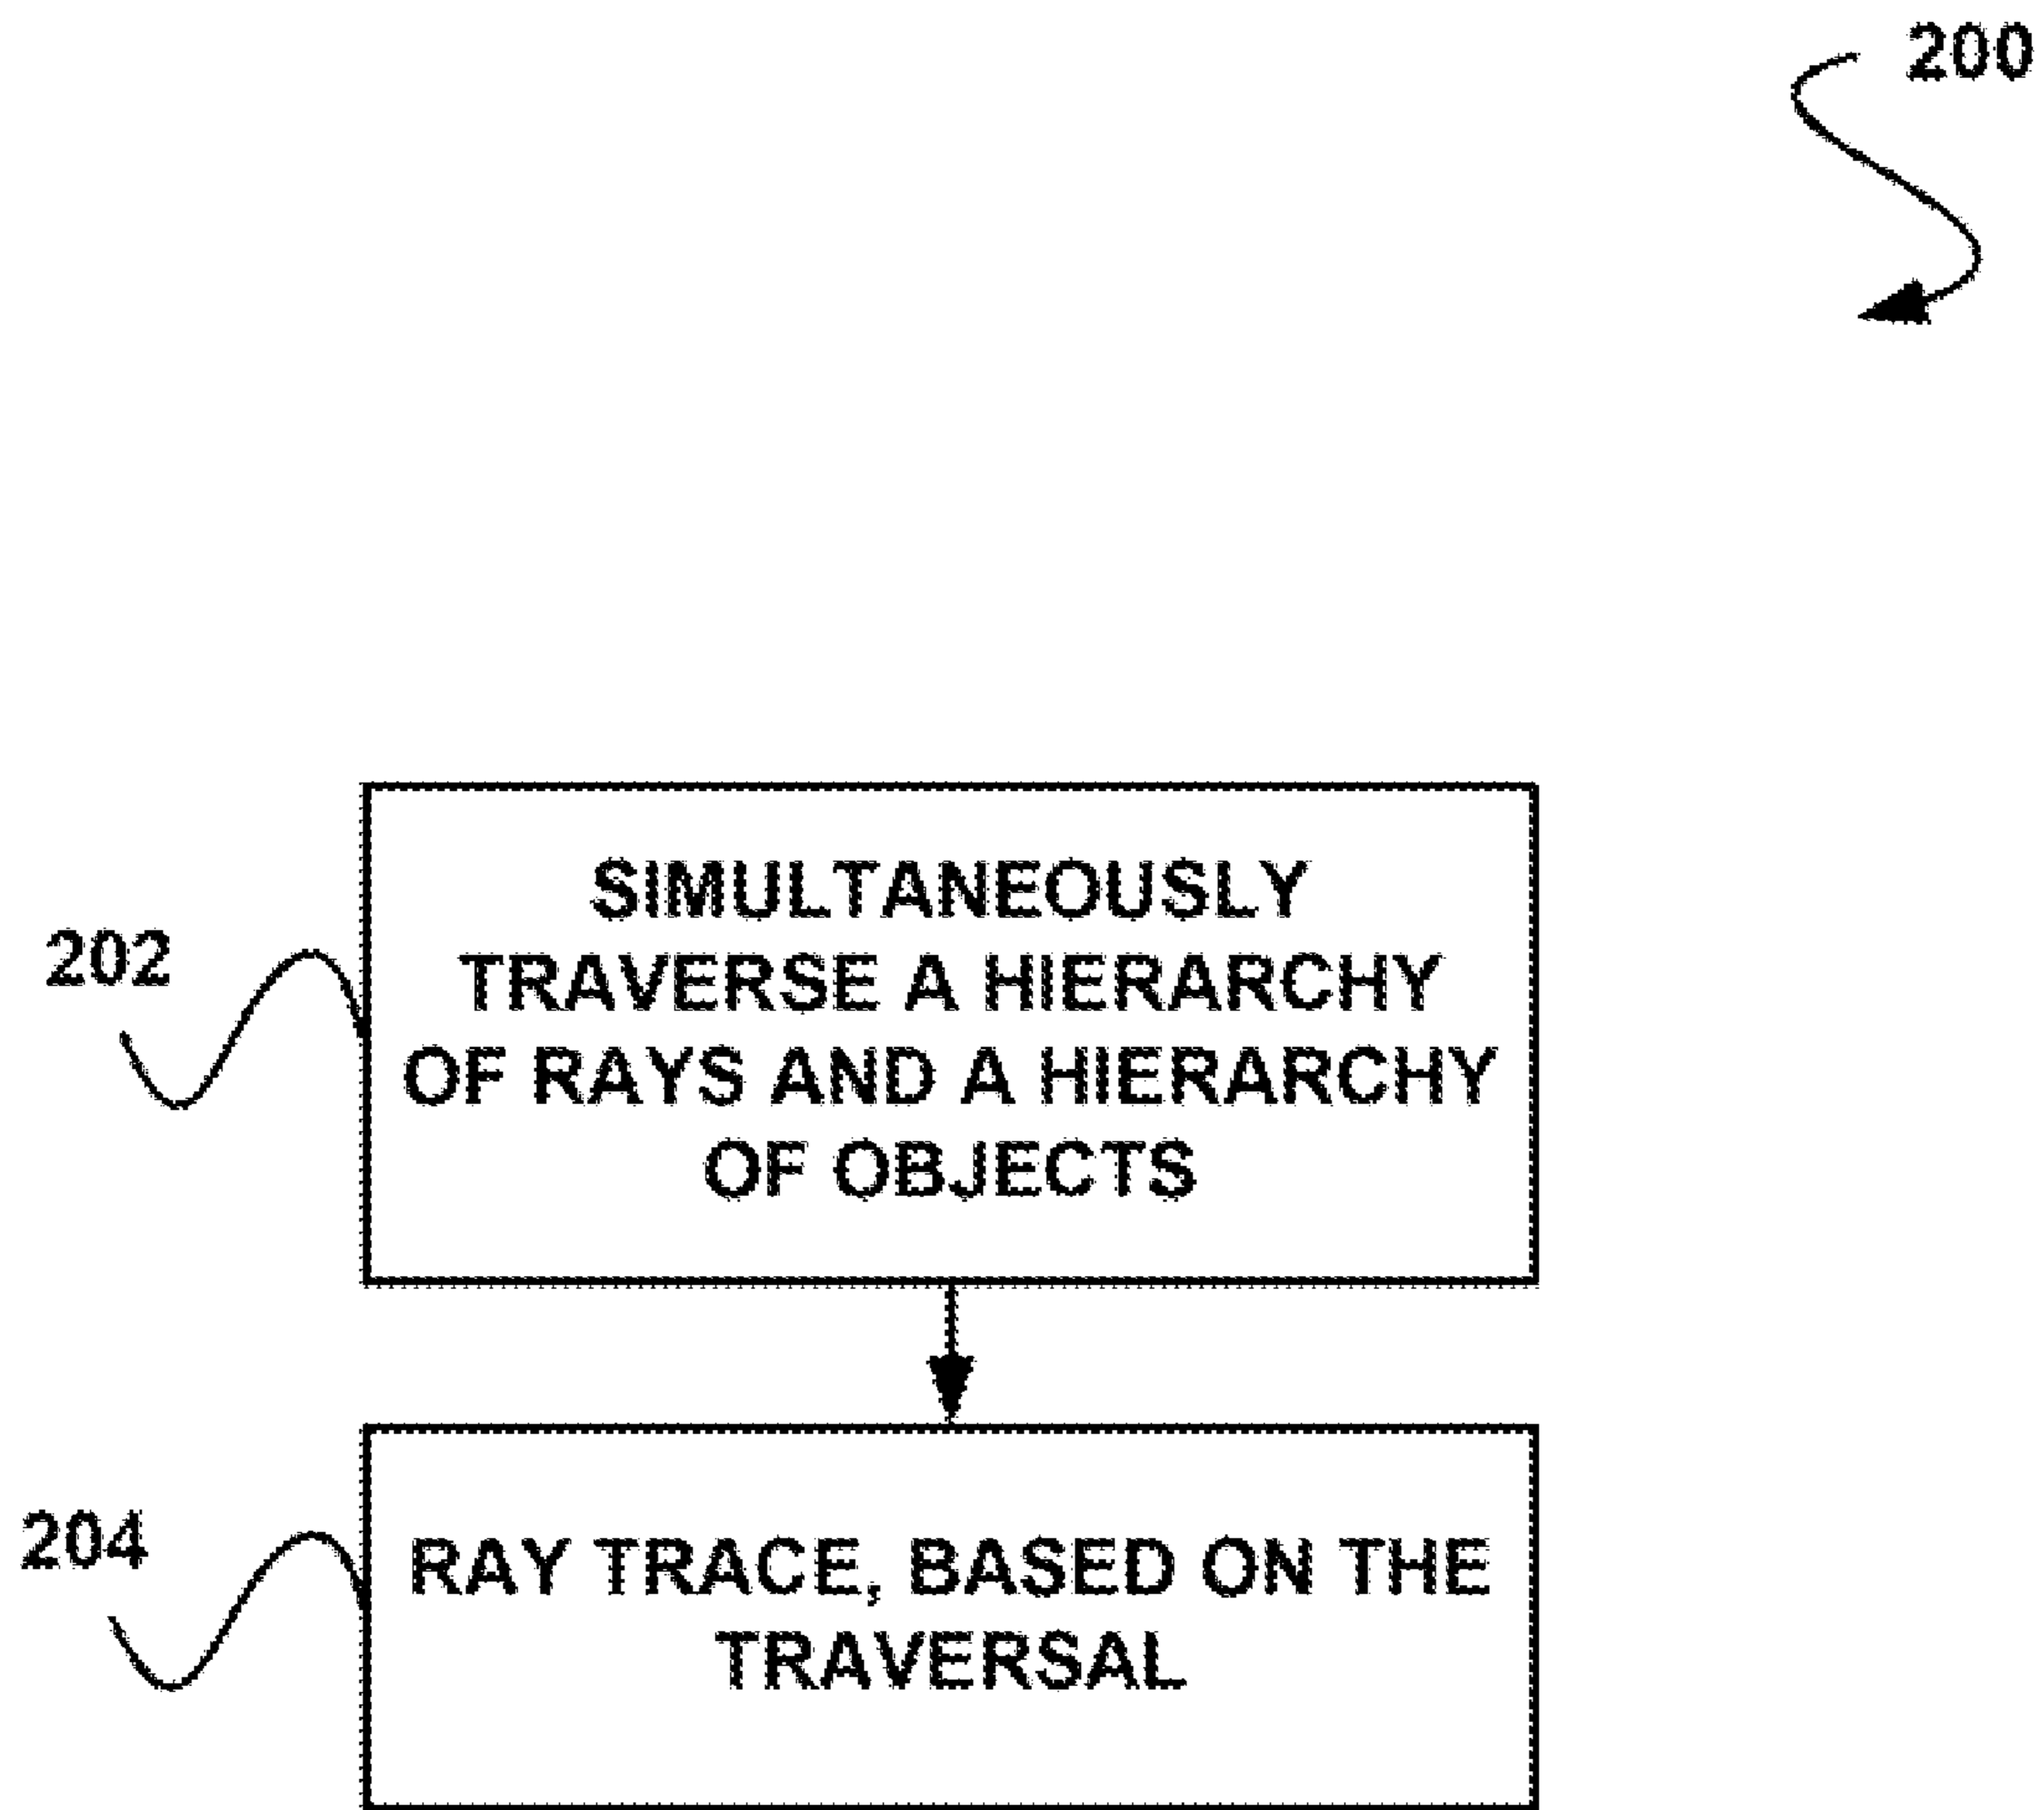 200
202
SIMULTANEOUSLY
TRAVERSE A HIERARCHY
OF RAYS AND A HIERARCHY
OF OBJECTS
204
RAY TRACE, BASED ON THE
TRAVERSAL